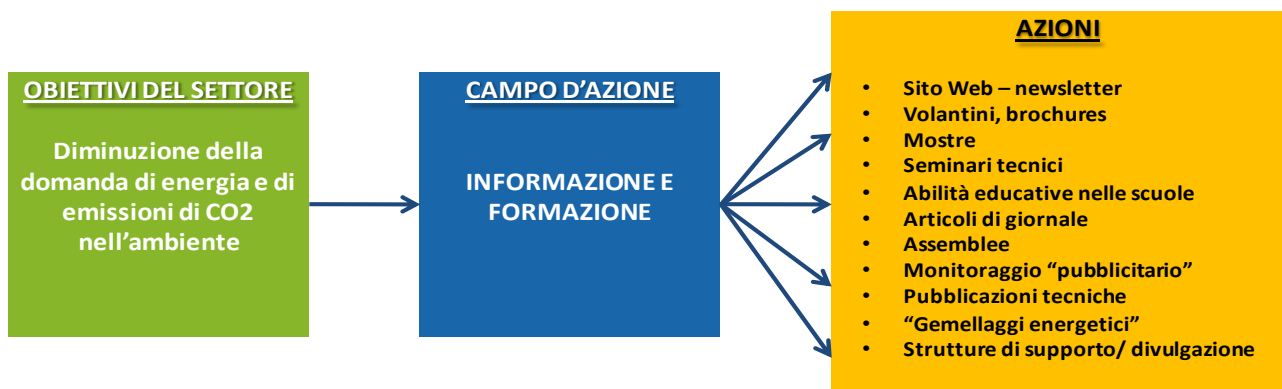 OBIETTIVI DEL SETTORE
Diminuzione della
domanda di energia e di
emissioni di CO2
nell'ambiente
CAMPO D'AZIONE
INFORMAZIONE E
FORMAZIONE
AZIONI
• Sito Web – newsletter
• Volantini, brochures
• Mostre
• Seminari tecnici
• Abilità educative nelle scuole
• Articoli di giornale
• Assemblee
• Monitoraggio “pubblicitario”
• Pubblicazioni tecniche
• “Gemellaggi energetici”
• Strutture di supporto/ divulgazione